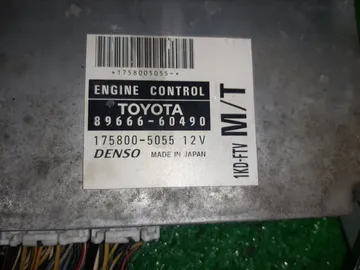 *1758005055-*
ENGINE CONTROL
TOYOTA
89666-60490
175800-5055 12V
DENSO MADE IN JAPAN
1KD-FTV
M/T